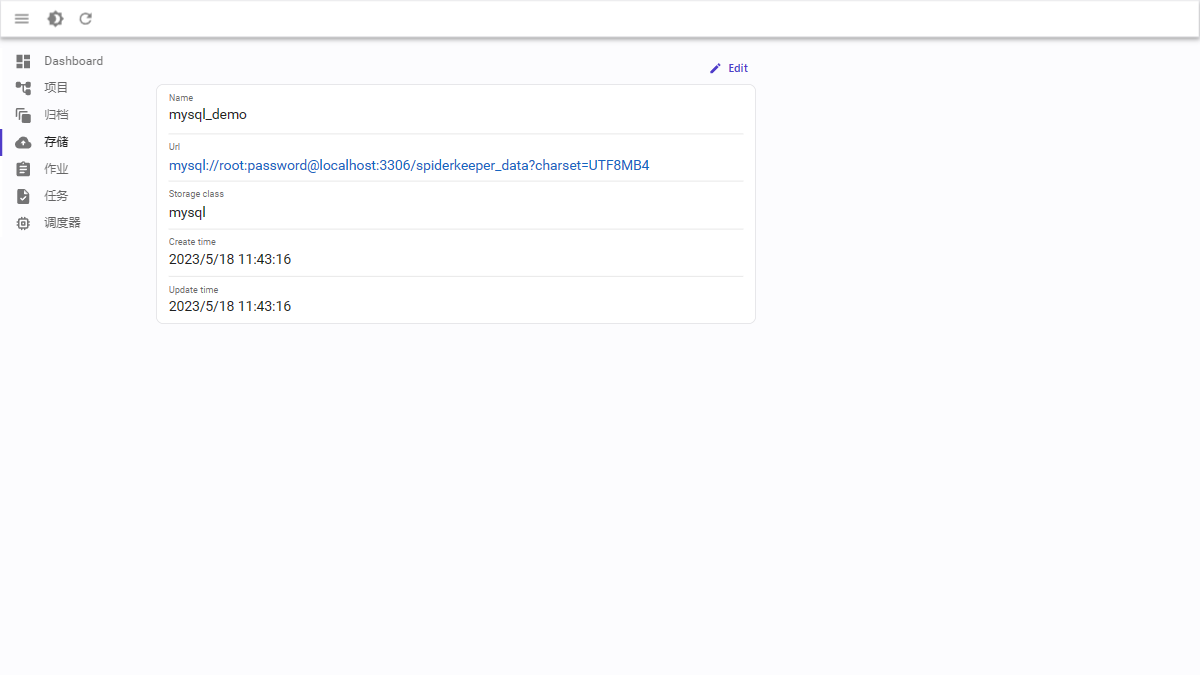 Dashboard
项目
归档
存储
作业
任务
调度器
Edit
Name
mysql_demo
Url
mysql://root:password@localhost:3306/spiderkeeper_data?charset=UTF8MB4
Storage class
mysql
Create time
2023/5/18 11:43:16
Update time
2023/5/18 11:43:16